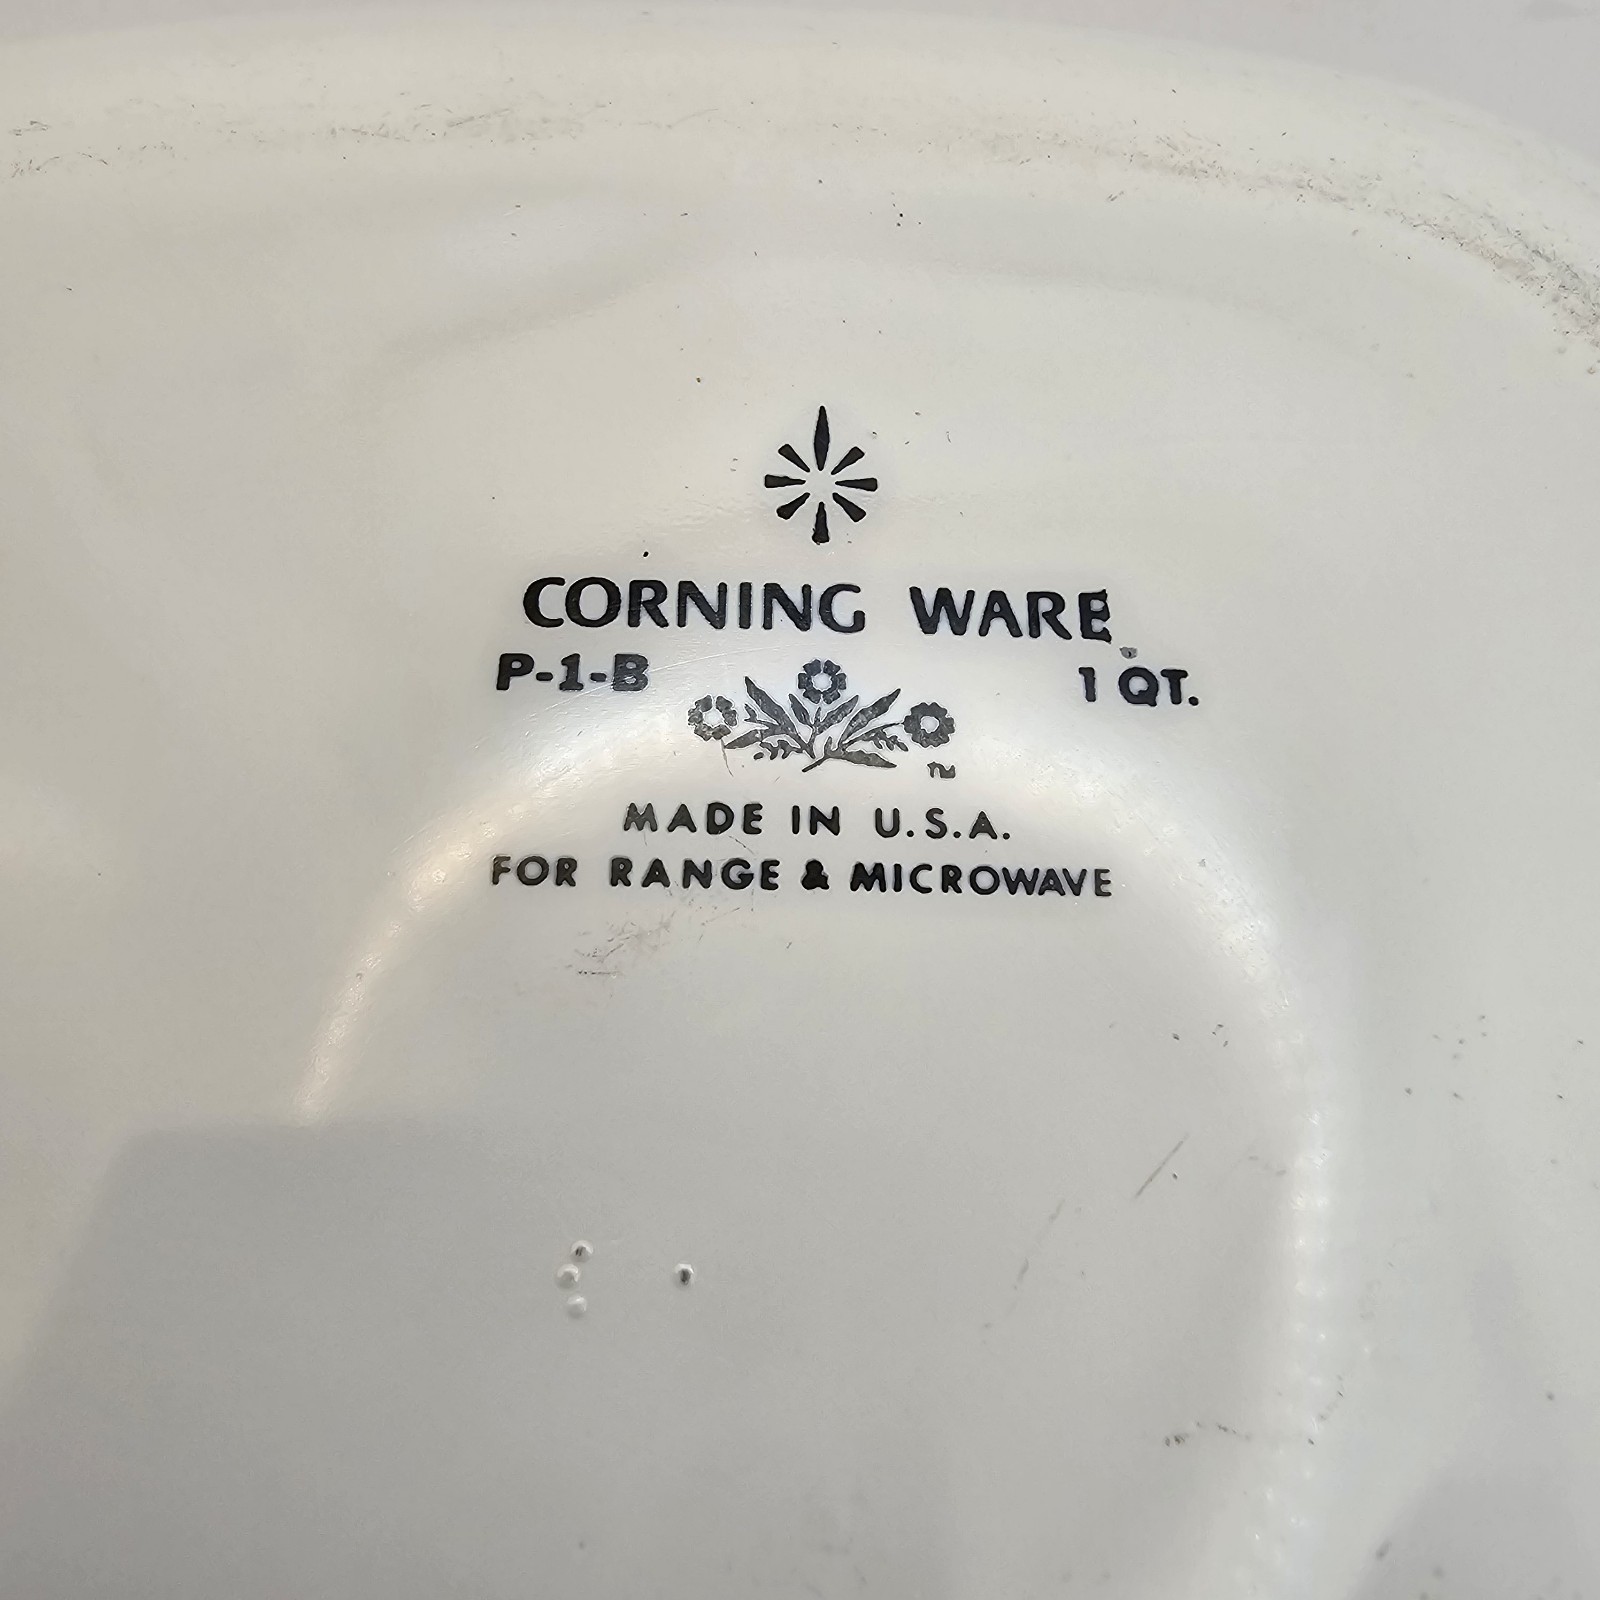 CORNING WARE
P-1-B 1 QT.
TM
MADE IN U.S.A.
FOR RANGE & MICROWAVE